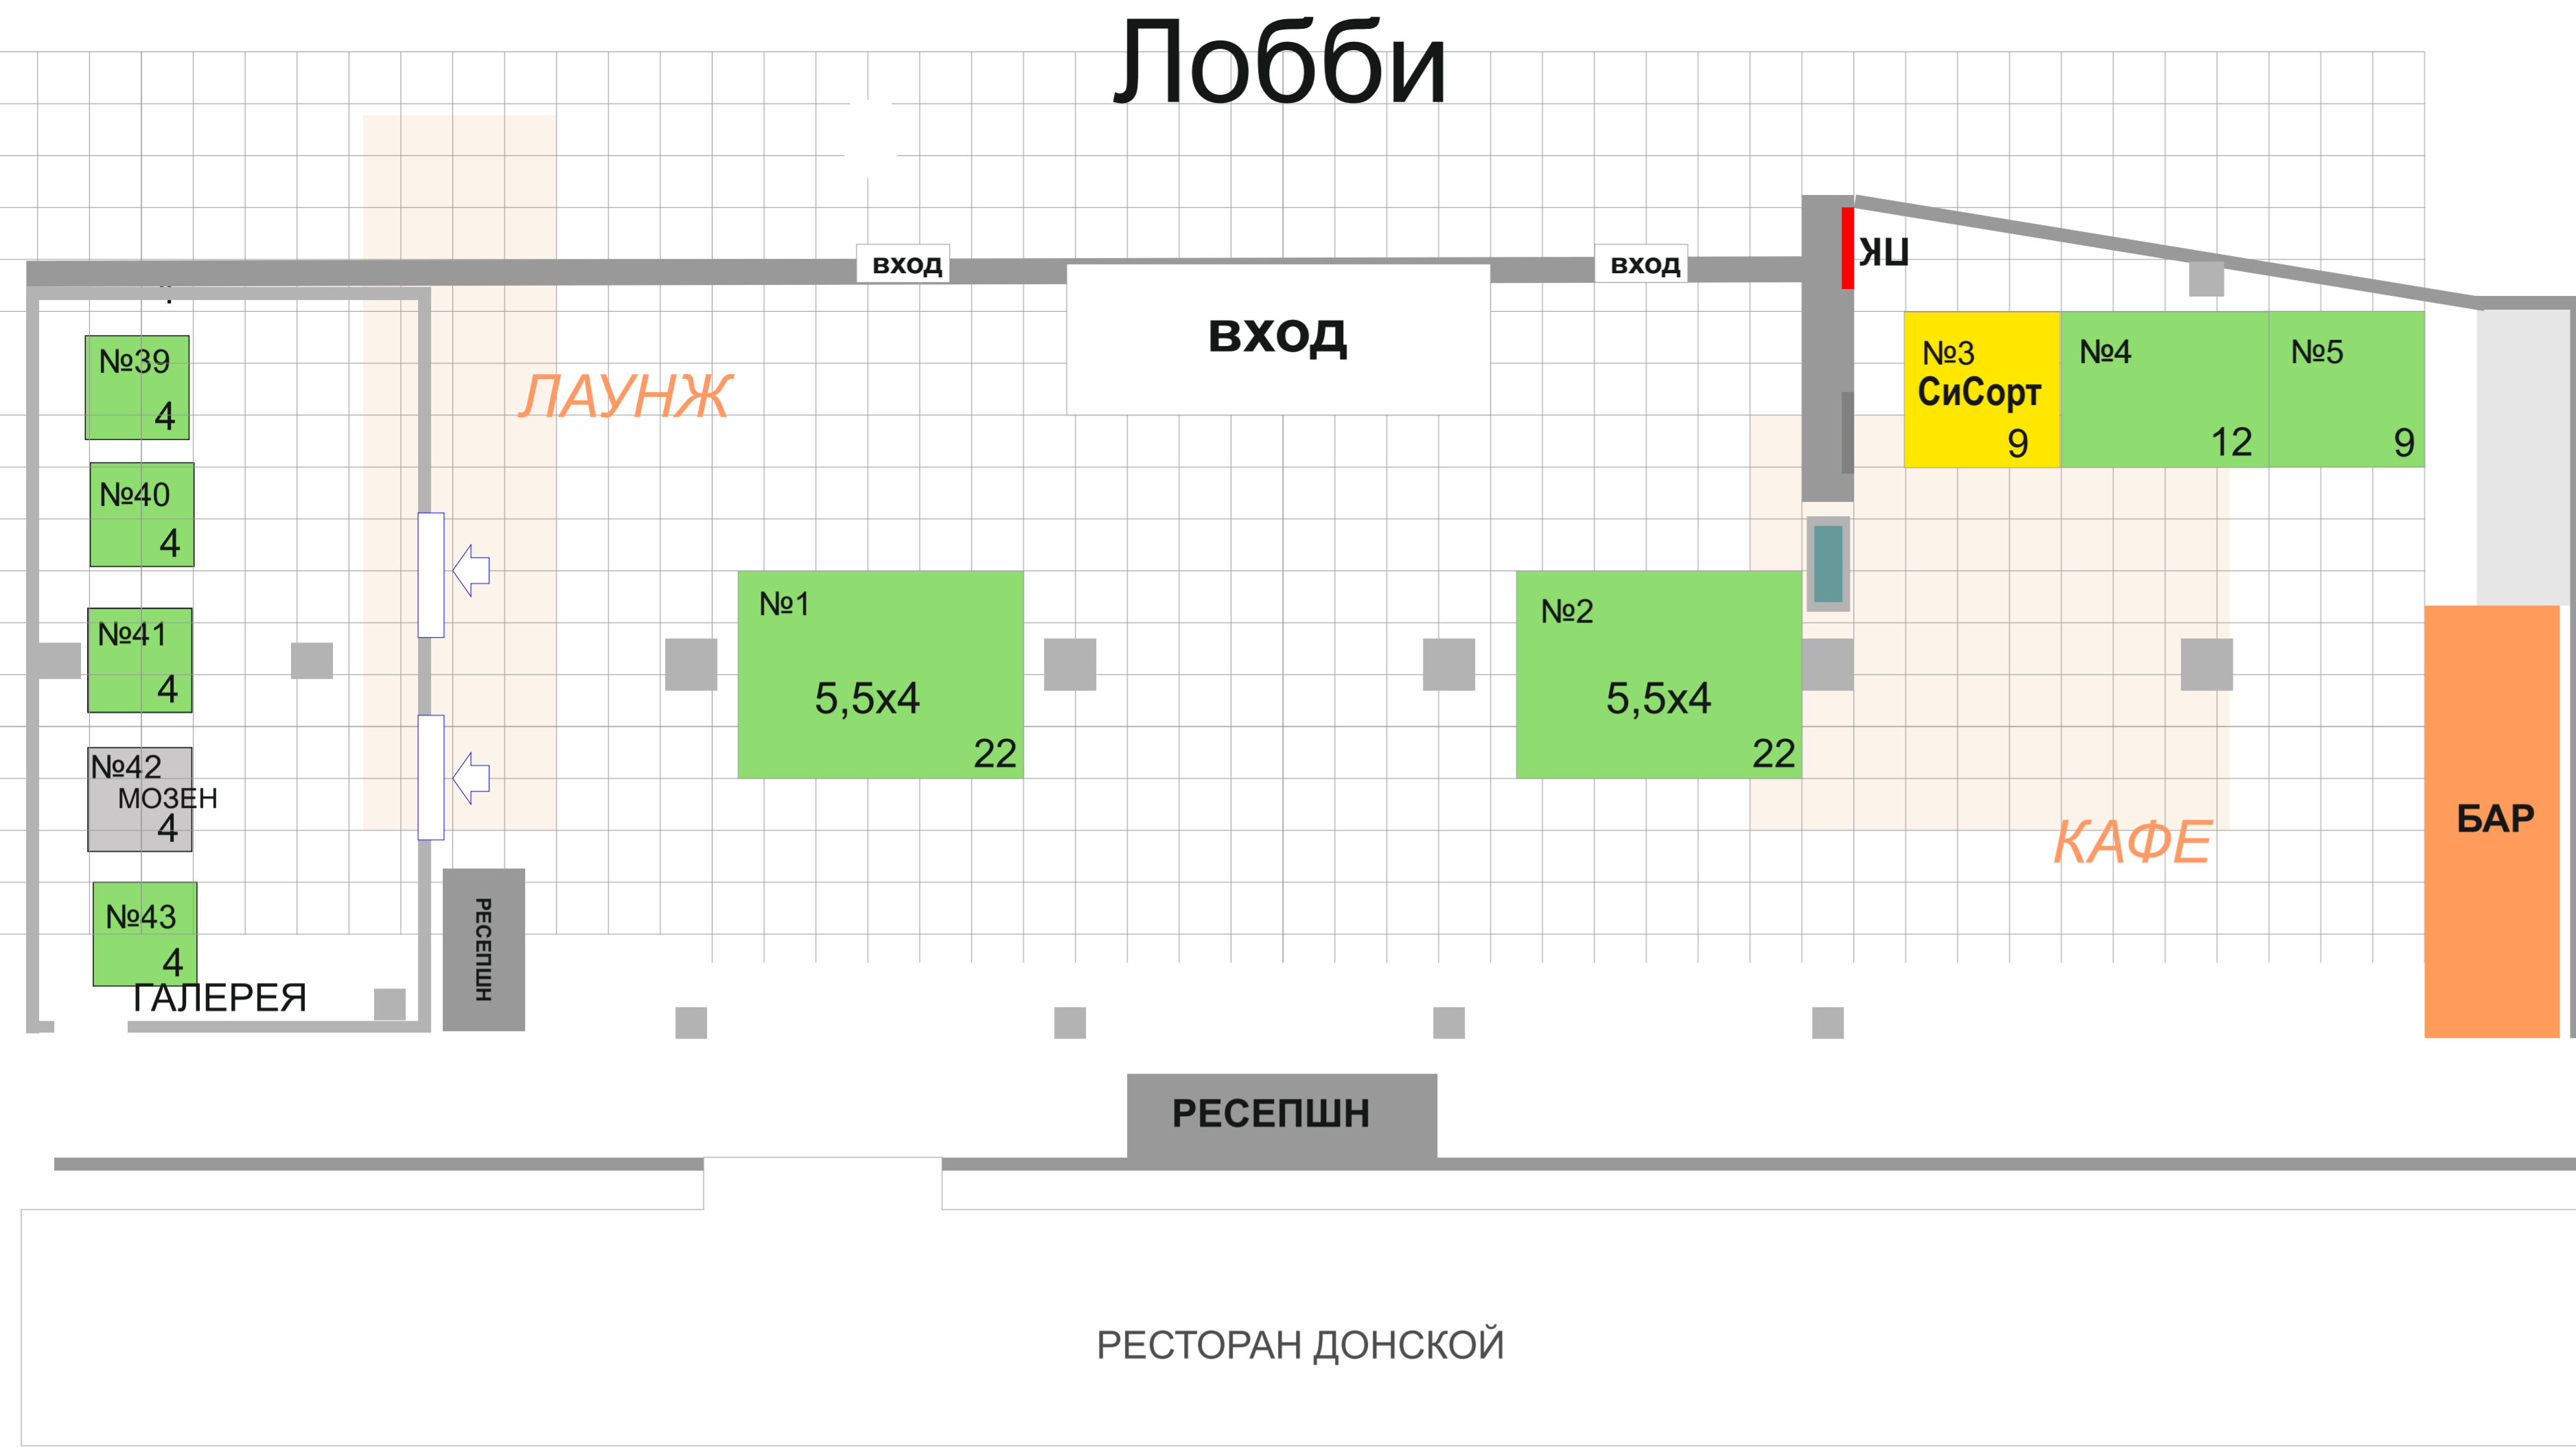 Лобби
вход
вход
вход
ЖЦ
№39
4
№40
4
№41
4
№42
МОЗЕН
4
№43
4
ГАЛЕРЕЯ
ЛАУНЖ
РЕСЕПШН
№1
5,5х4
22
№2
5,5х4
22
№3
СиСорт
9
№4
12
№5
9
КАФЕ
БАР
РЕСЕПШН
РЕСТОРАН ДОНСКОЙ